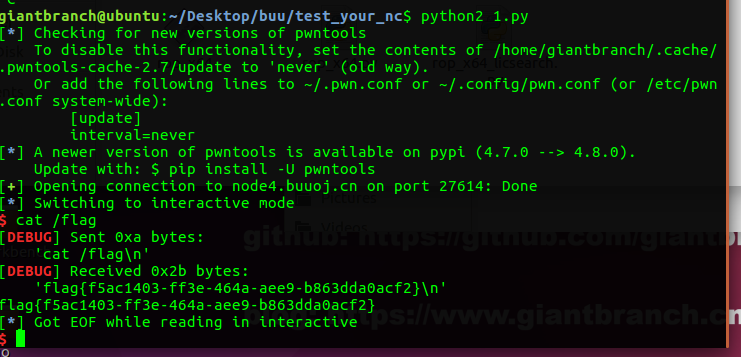 giantbranch@ubuntu:~/Desktop/buu/test_your_nc$ python2 1.py
[*] Checking for new versions of pwntools
    To disable this functionality, set the contents of /home/giantbranch/.cache/
.pwntools-cache-2.7/update to 'never' (old way).
    Or add the following lines to ~/.pwn.conf or ~/.config/pwn.conf (or /etc/pwn
.conf system-wide):
        [update]
        interval=never
[*] A newer version of pwntools is available on pypi (4.7.0 --> 4.8.0).
    Update with: $ pip install -U pwntools
[+] Opening connection to node4.buuoj.cn on port 27614: Done
[*] Switching to interactive mode
$ cat /flag
[DEBUG] Sent 0xa bytes:
    'cat /flag\n'
[DEBUG] Received 0x2b bytes:
    'flag{f5ac1403-ff3e-464a-aee9-b863dda0acf2}\n'
flag{f5ac1403-ff3e-464a-aee9-b863dda0acf2}
[*] Got EOF while reading in interactive
$
Pictures
Videos
github: https://github.com/giantb
https://www.giantbranch.cn